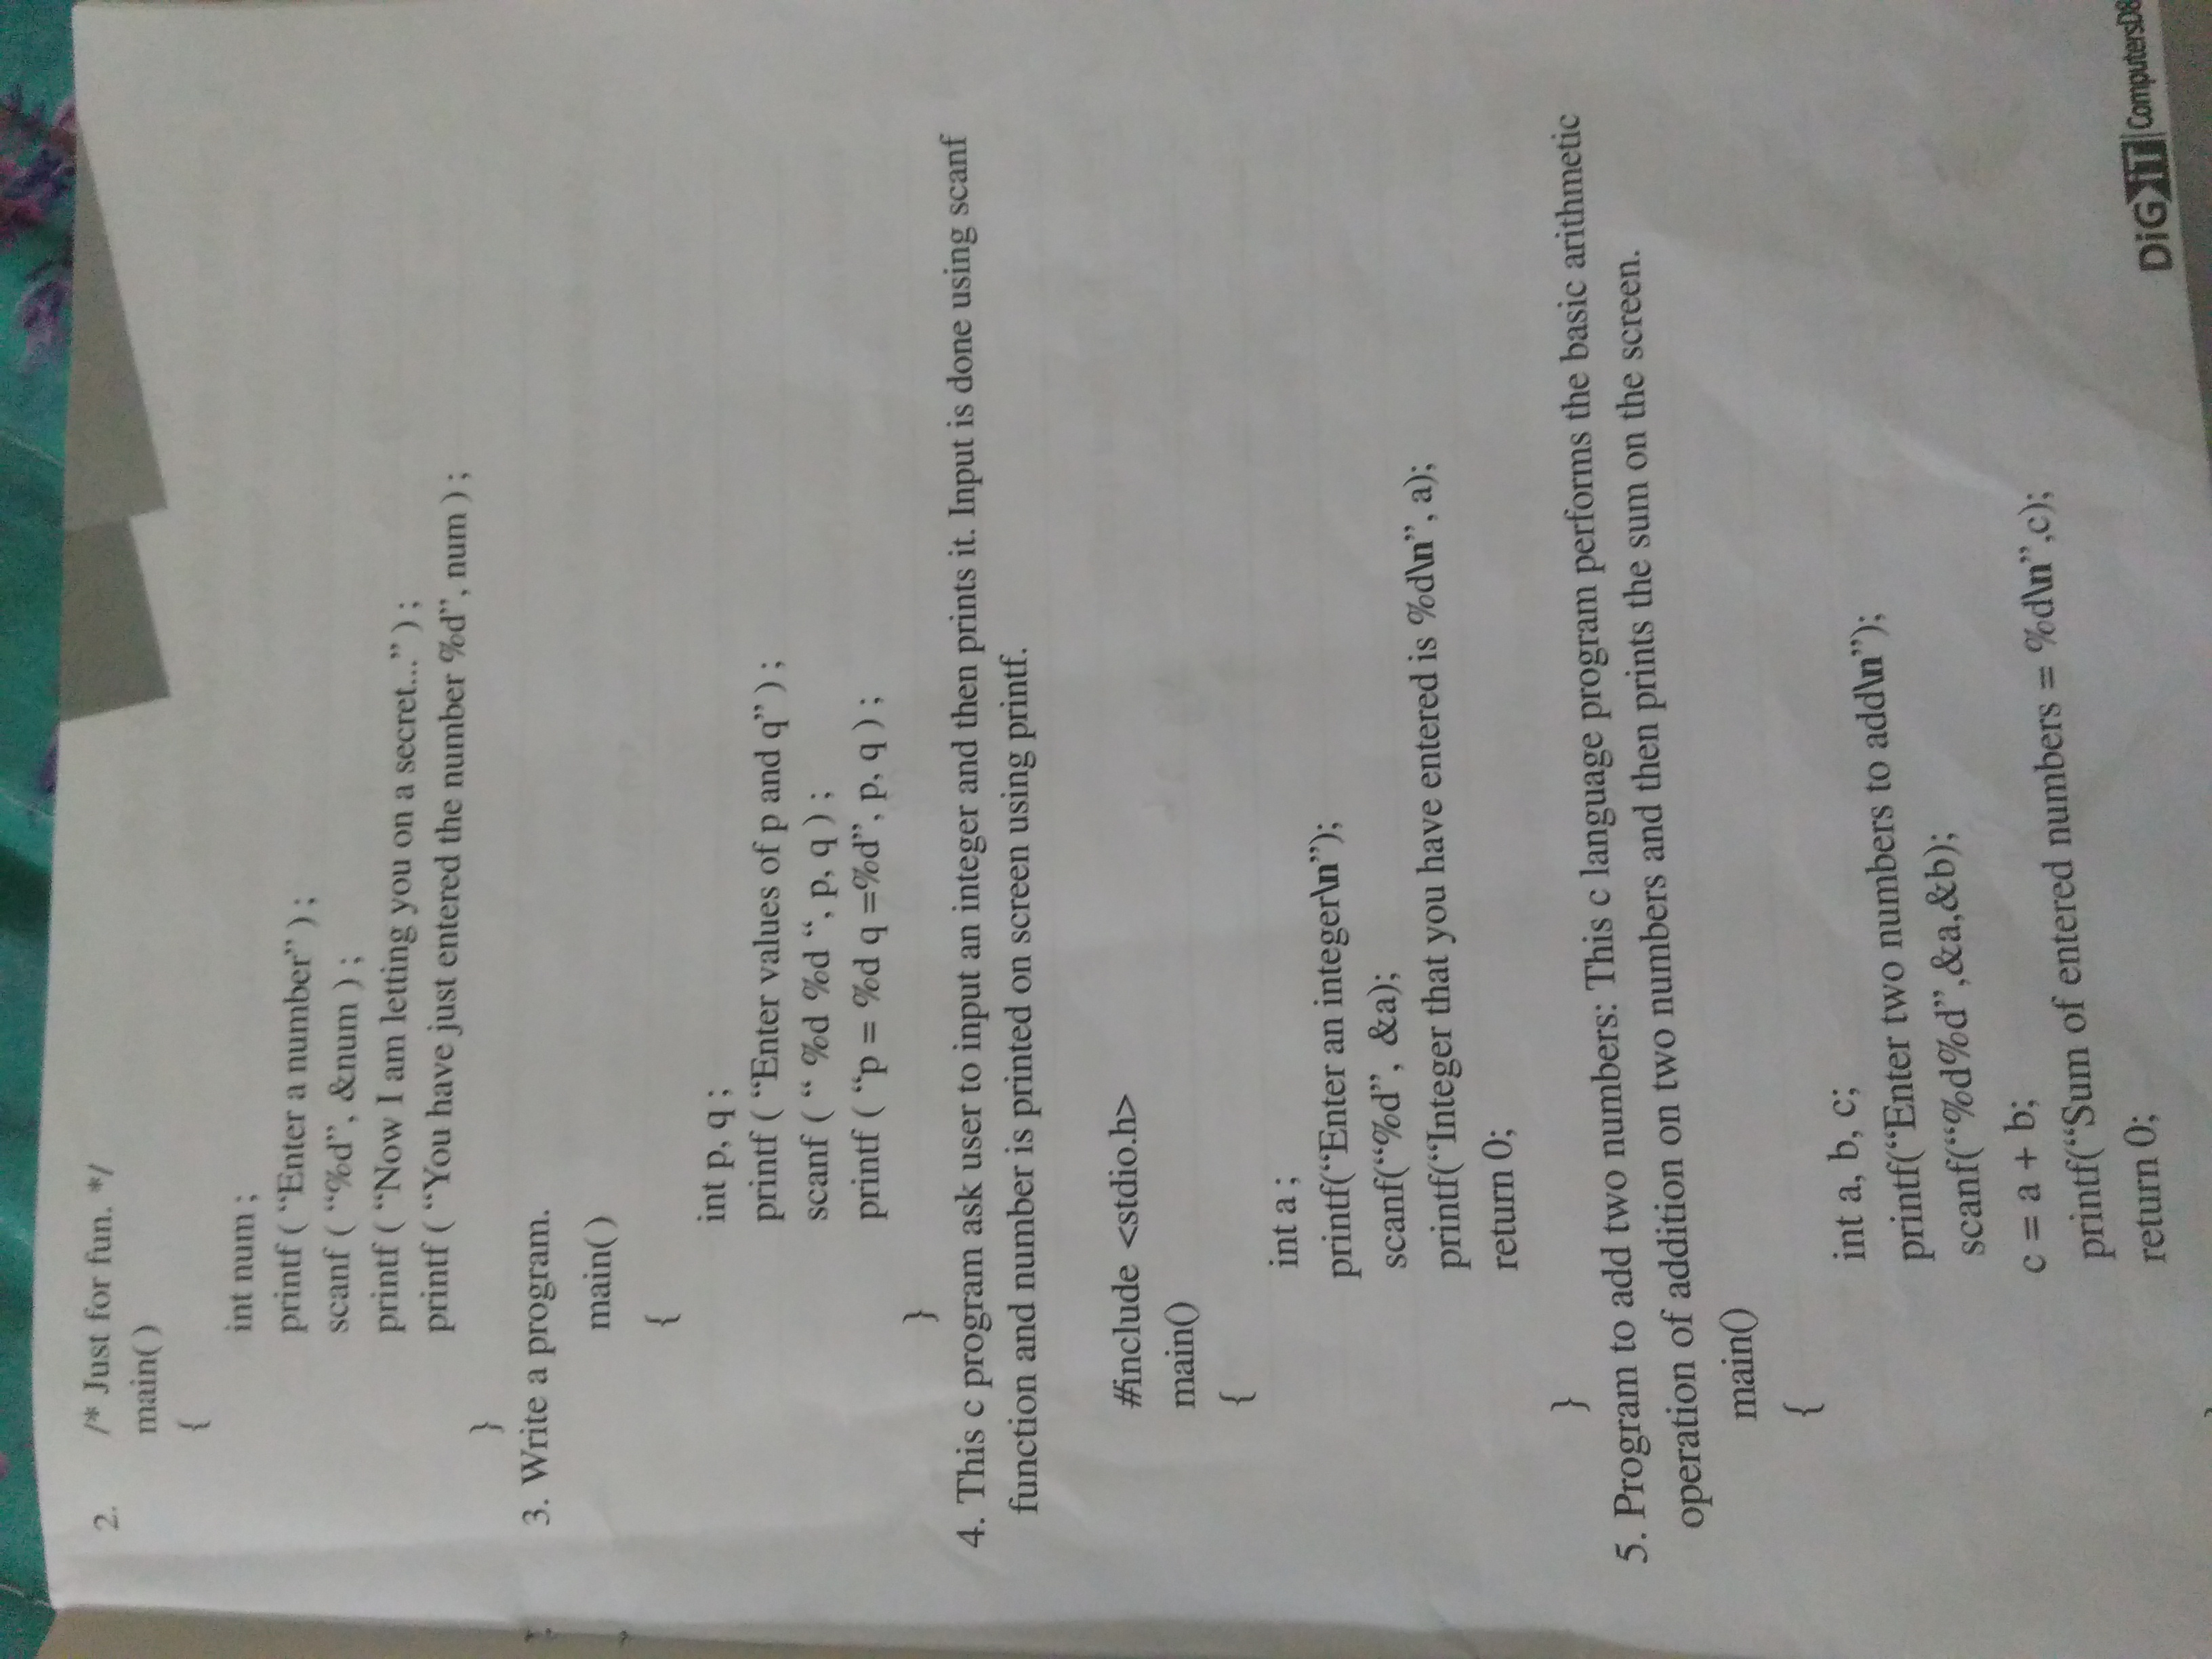 2. /* Just for fun. */
main( )
{
int num ;
printf ( “Enter a number” ) ;
scanf ( “%d”, &num ) ;
printf ( “Now I am letting you on a secret...” ) ;
printf ( “You have just entered the number %d”, num ) ;
}
3. Write a program.
main( )
{
int p, q ;
printf ( “Enter values of p and q” ) ;
scanf ( “ %d %d “, p, q ) ;
printf ( “p = %d q =%d”, p, q ) ;
}
4. This c program ask user to input an integer and then prints it. Input is done using scanf
function and number is printed on screen using printf.
#include <stdio.h>
main()
{
int a ;
printf(“Enter an integer\n”);
scanf(“%d”, &a);
printf(“Integer that you have entered is %d\n”, a);
return 0;
}
5. Program to add two numbers: This c language program performs the basic arithmetic
operation of addition on two numbers and then prints the sum on the screen.
main()
{
int a, b, c;
printf(“Enter two numbers to add\n”);
scanf(“%d%d”,&a,&b);
c = a + b;
printf(“Sum of entered numbers = %d\n”,c);
return 0;
DiGiT|ComputersD8